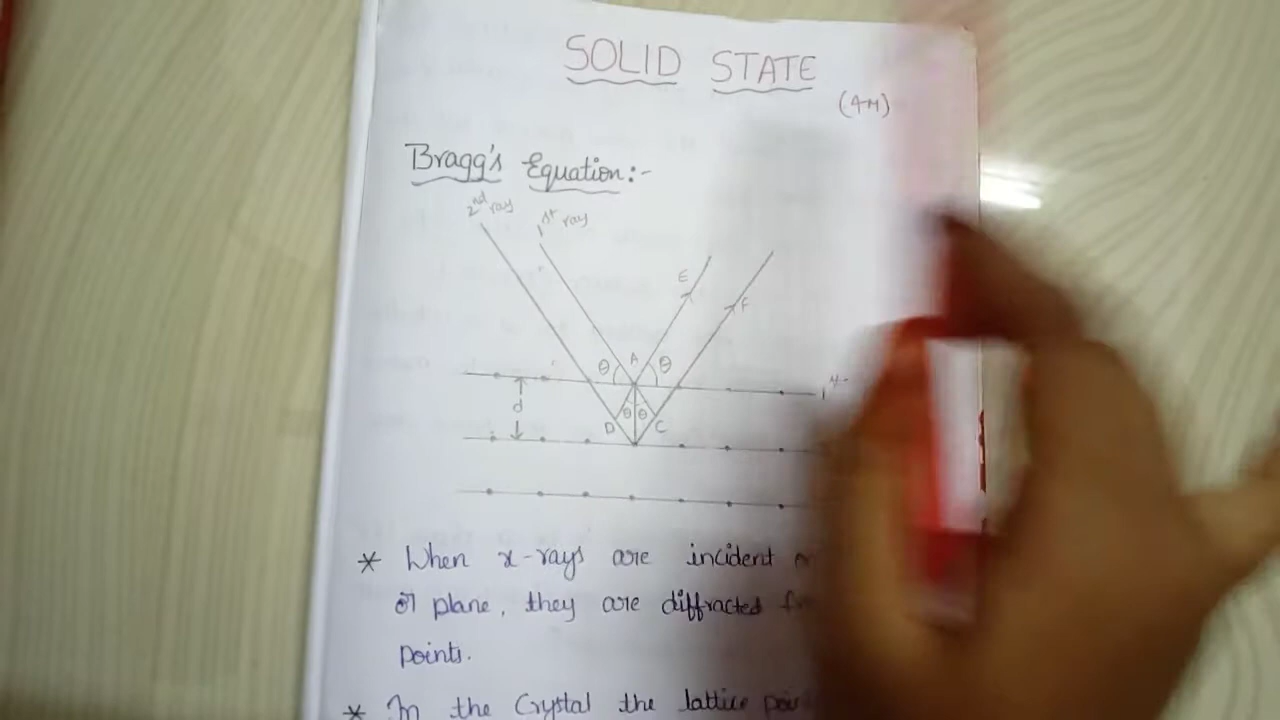 SOLID STATE
(4M)
Bragg's Equation:-
2nd ray
1st ray
E
F
θ A θ
d
θ θ
D C
* When x-rays are incident
or plane, they are diffracted
points.
* In the Crystal the lattice